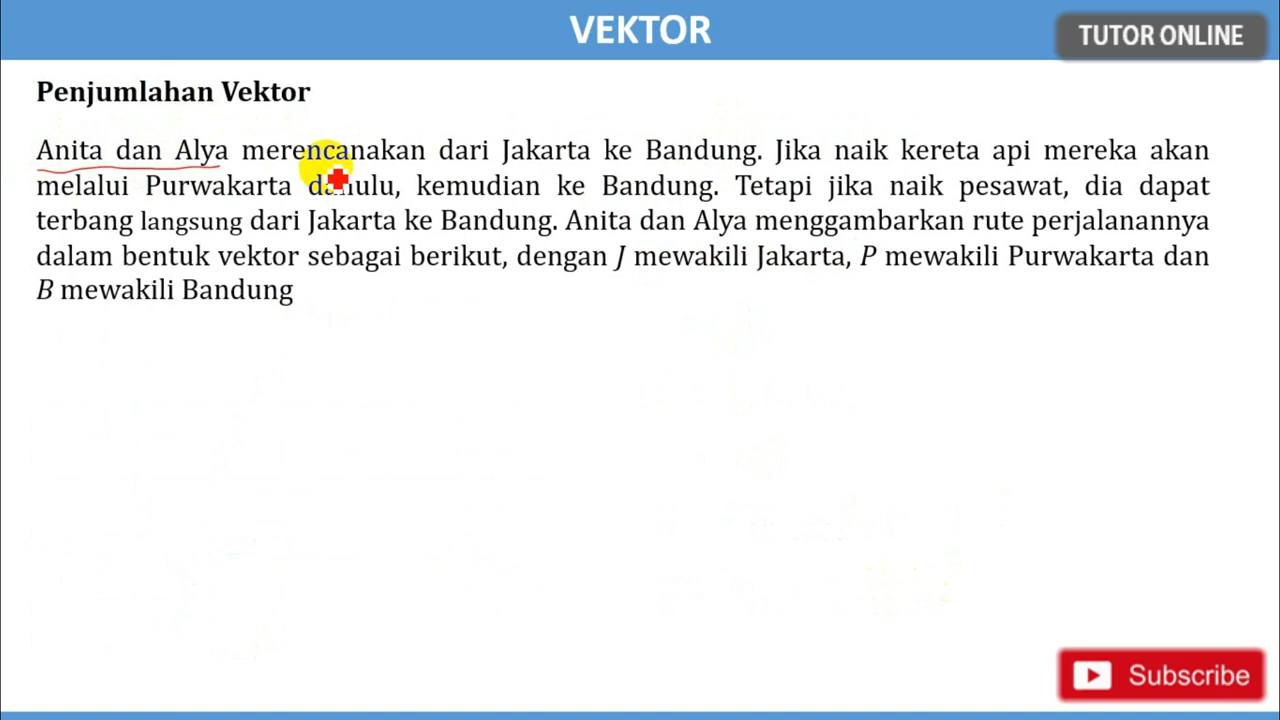 VEKTOR
TUTOR ONLINE
Penjumlahan Vektor
Anita dan Alya merencanakan dari Jakarta ke Bandung. Jika naik kereta api mereka akan
melalui Purwakarta dahulu, kemudian ke Bandung. Tetapi jika naik pesawat, dia dapat
terbang langsung dari Jakarta ke Bandung. Anita dan Alya menggambarkan rute perjalanannya
dalam bentuk vektor sebagai berikut, dengan J mewakili Jakarta, P mewakili Purwakarta dan
B mewakili Bandung
Subscribe